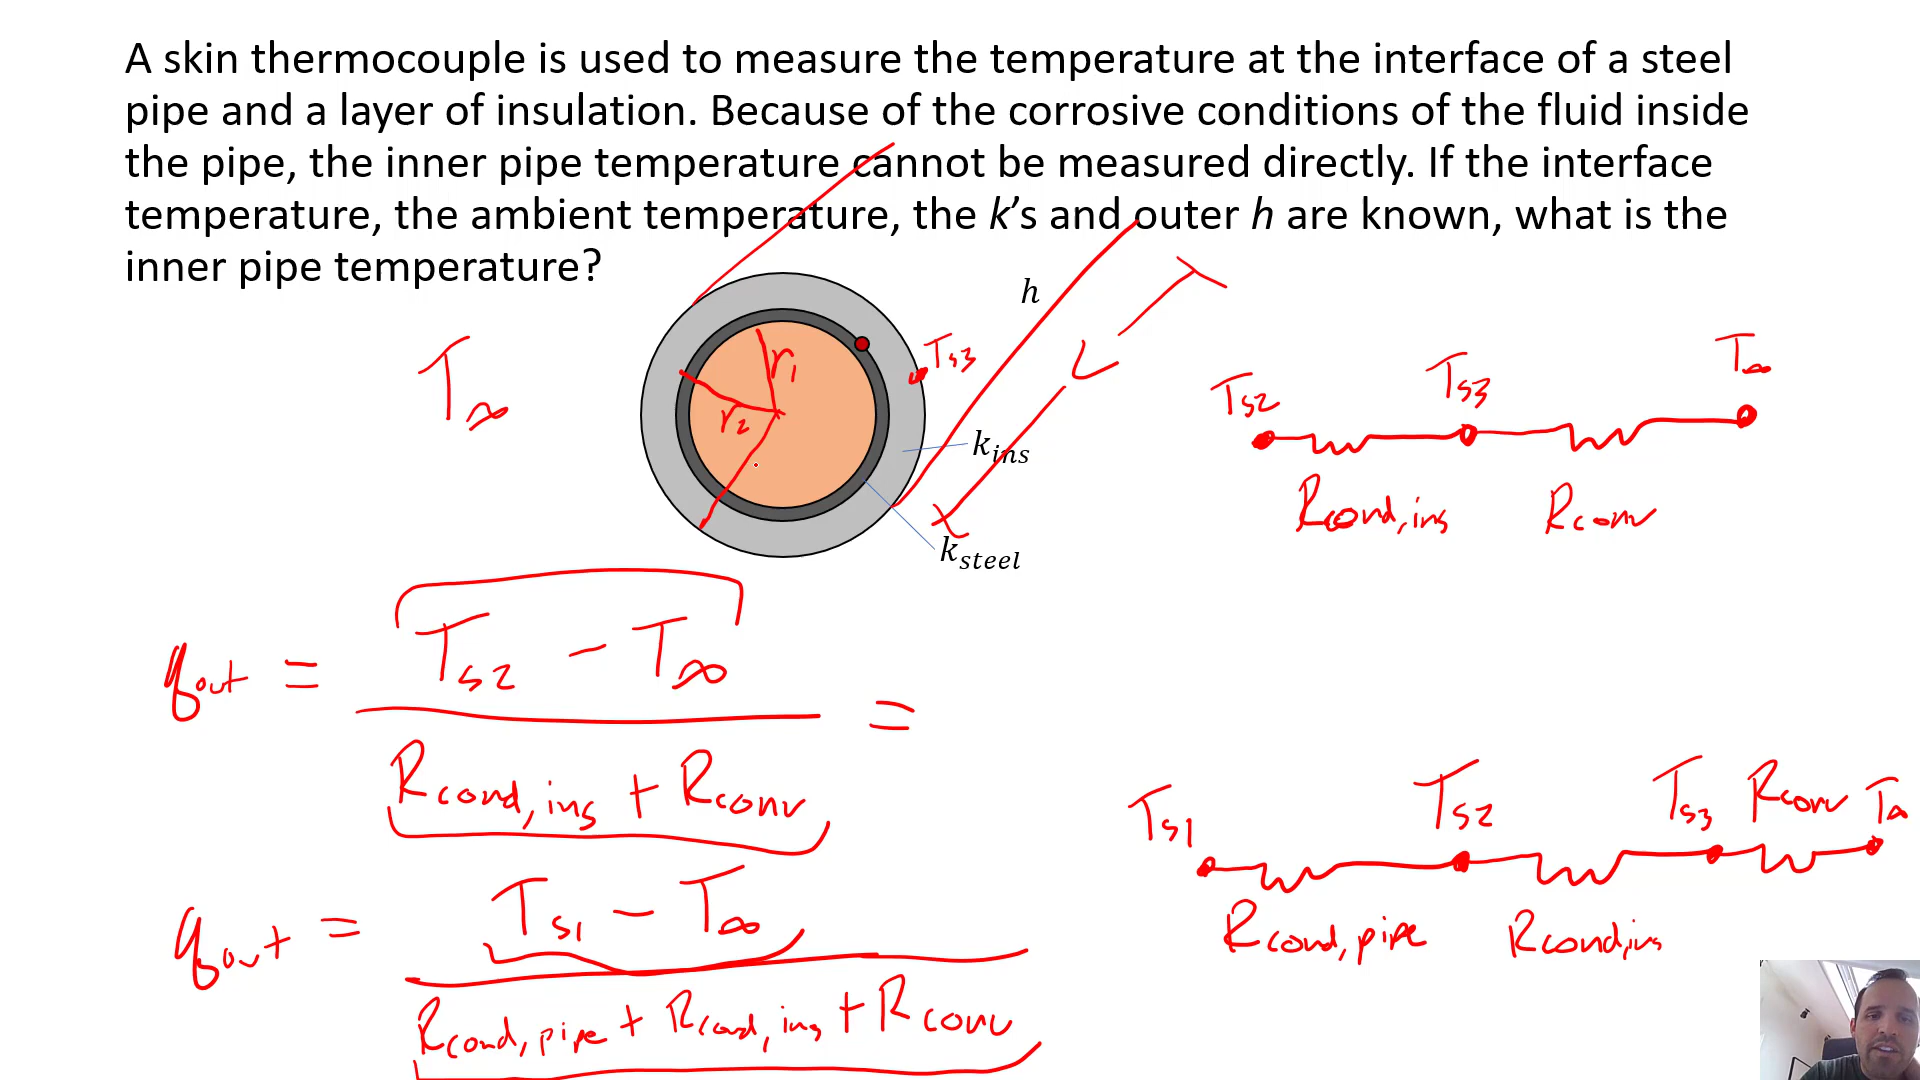 A skin thermocouple is used to measure the temperature at the interface of a steel
pipe and a layer of insulation. Because of the corrosive conditions of the fluid inside
the pipe, the inner pipe temperature cannot be measured directly. If the interface
temperature, the ambient temperature, the k's and outer h are known, what is the
inner pipe temperature?
h
T∞
r₁
r₂
Ts3
L
k_ins
k_steel
Ts2 Ts3 T∞
Rcond,ins Rconv
qout = Ts2 - T∞ =
Rcond,ins + Rconv
Ts1 Ts2 Ts3 Rconv T∞
Rcond,pipe Rcond,ins
qout = Ts1 - T∞
Rcond,pipe + Rcond,ins + Rconv